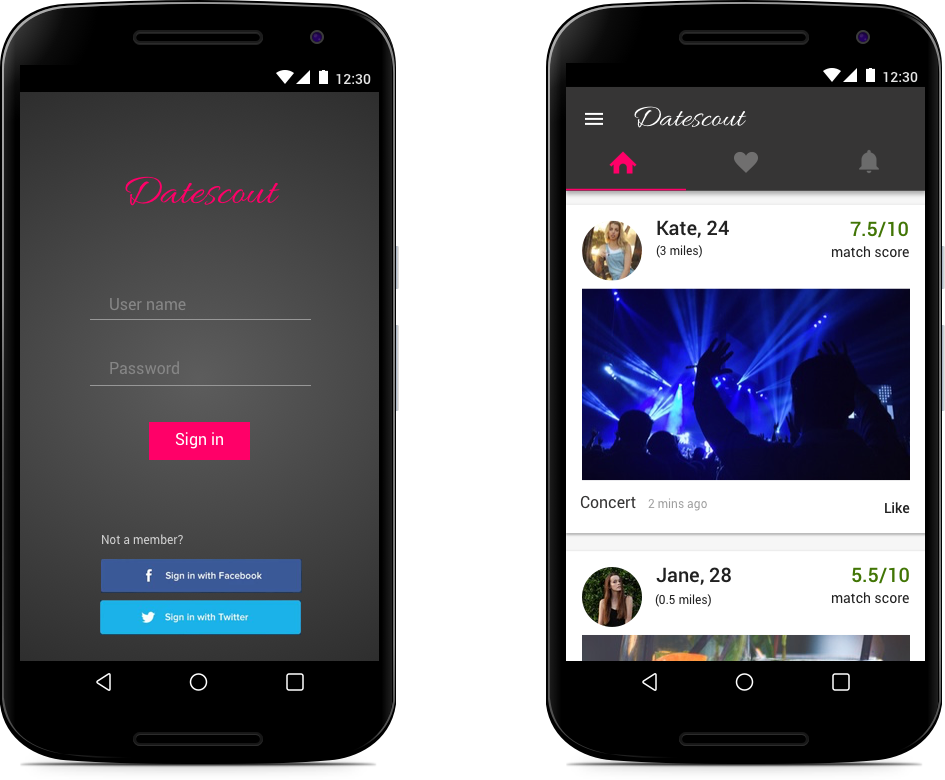 12:30
Datescout
User name
Password
Sign in
Not a member?
f Sign in with Facebook
Sign in with Twitter
12:30
Datescout
Kate, 24 7.5/10
(3 miles) match score
Concert 2 mins ago Like
Jane, 28 5.5/10
(0.5 miles) match score